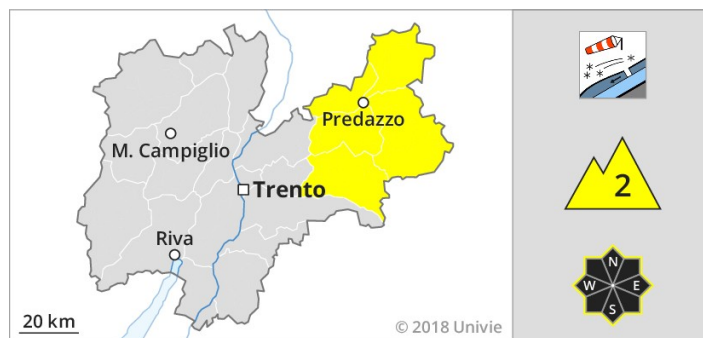 Predazzo
M. Campiglio
Trento
Riva
20 km
© 2018 Univie
2
N
W E
S